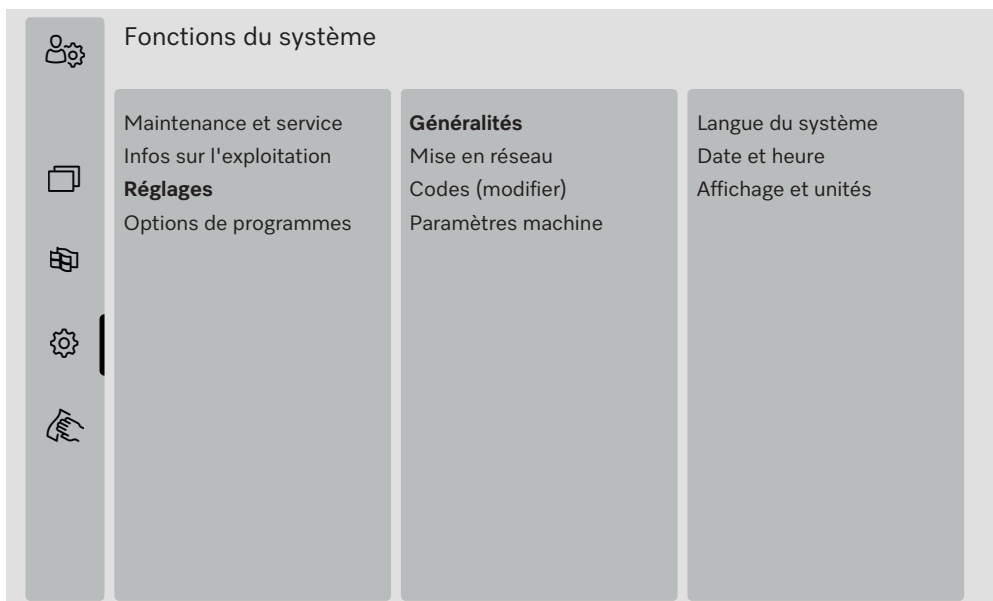 Fonctions du système
Maintenance et service
Infos sur l'exploitation
Réglages
Options de programmes
Généralités
Mise en réseau
Codes (modifier)
Paramètres machine
Langue du système
Date et heure
Affichage et unités